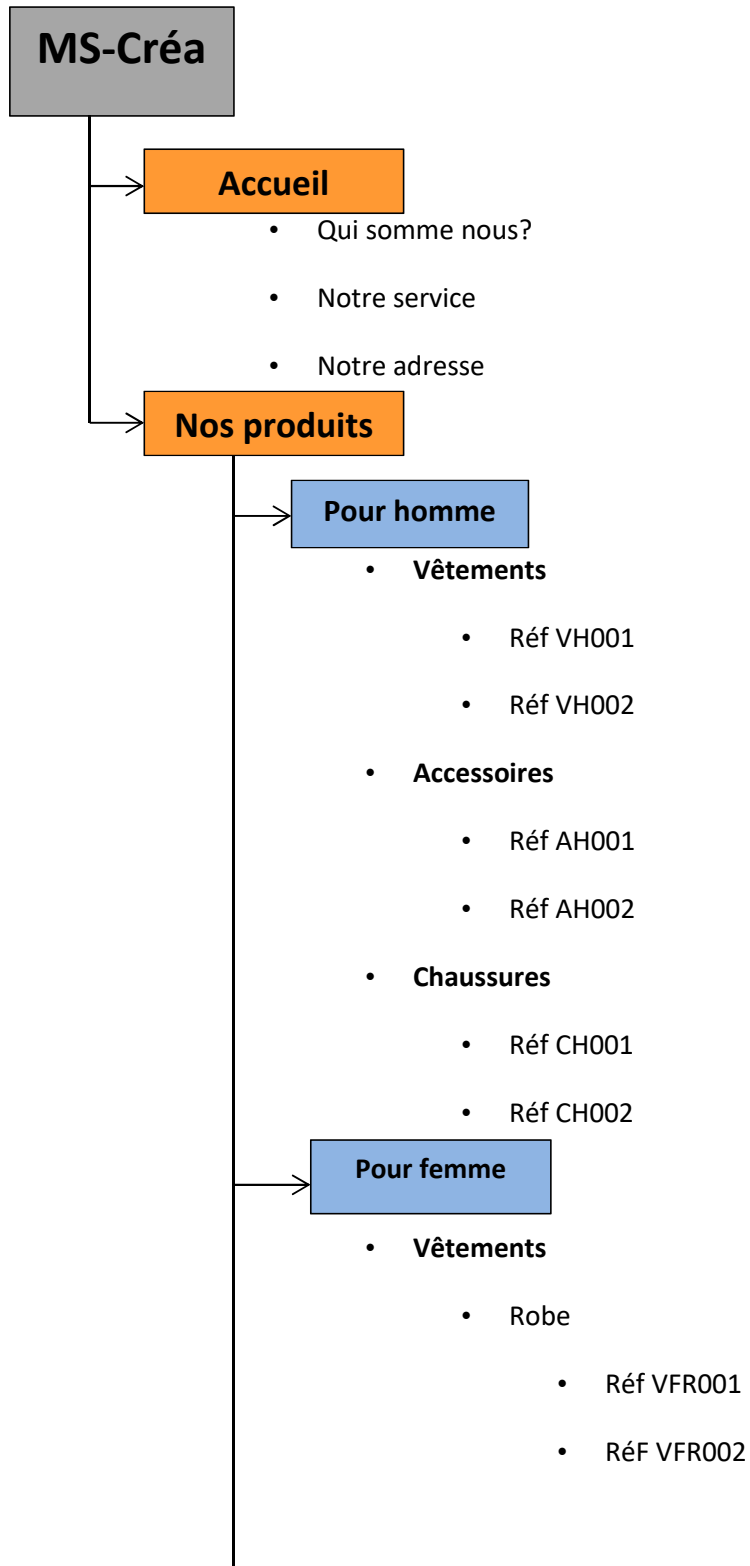 MS-Créa
Accueil
• Qui somme nous?
• Notre service
• Notre adresse
Nos produits
Pour homme
• Vêtements
• Réf VH001
• Réf VH002
• Accessoires
• Réf AH001
• Réf AH002
• Chaussures
• Réf CH001
• Réf CH002
Pour femme
• Vêtements
• Robe
• Réf VFR001
• RéF VFR002